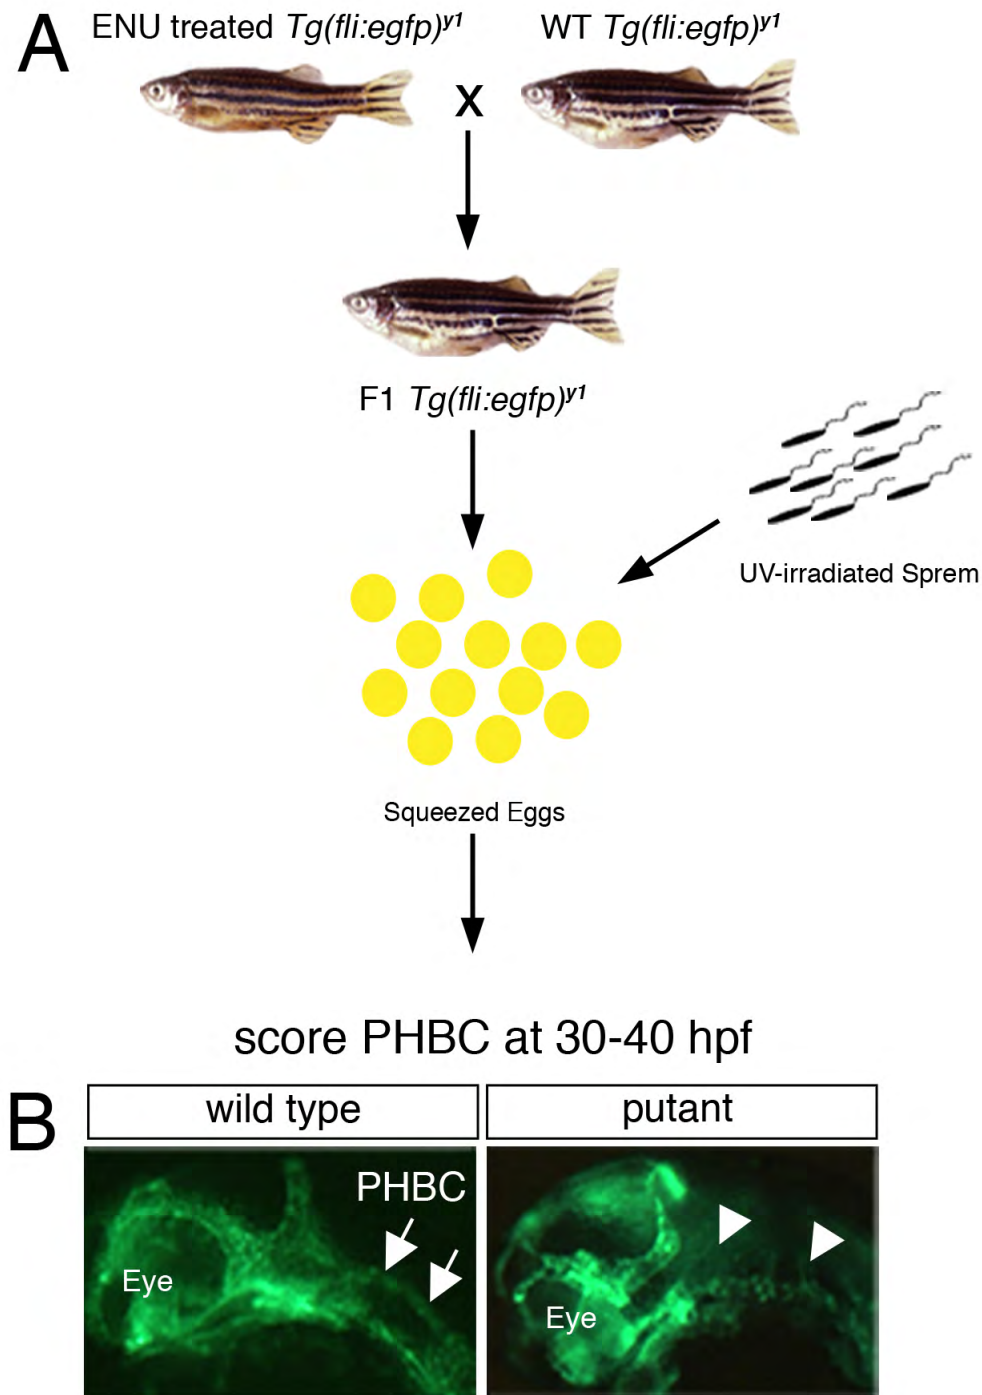 A
ENU treated Tg(fli:egfp)y1
WT Tg(fli:egfp)y1
x
F1 Tg(fli:egfp)y1
UV-irradiated Sprem
Squeezed Eggs
score PHBC at 30-40 hpf
B
wild type
putant
PHBC
Eye
Eye